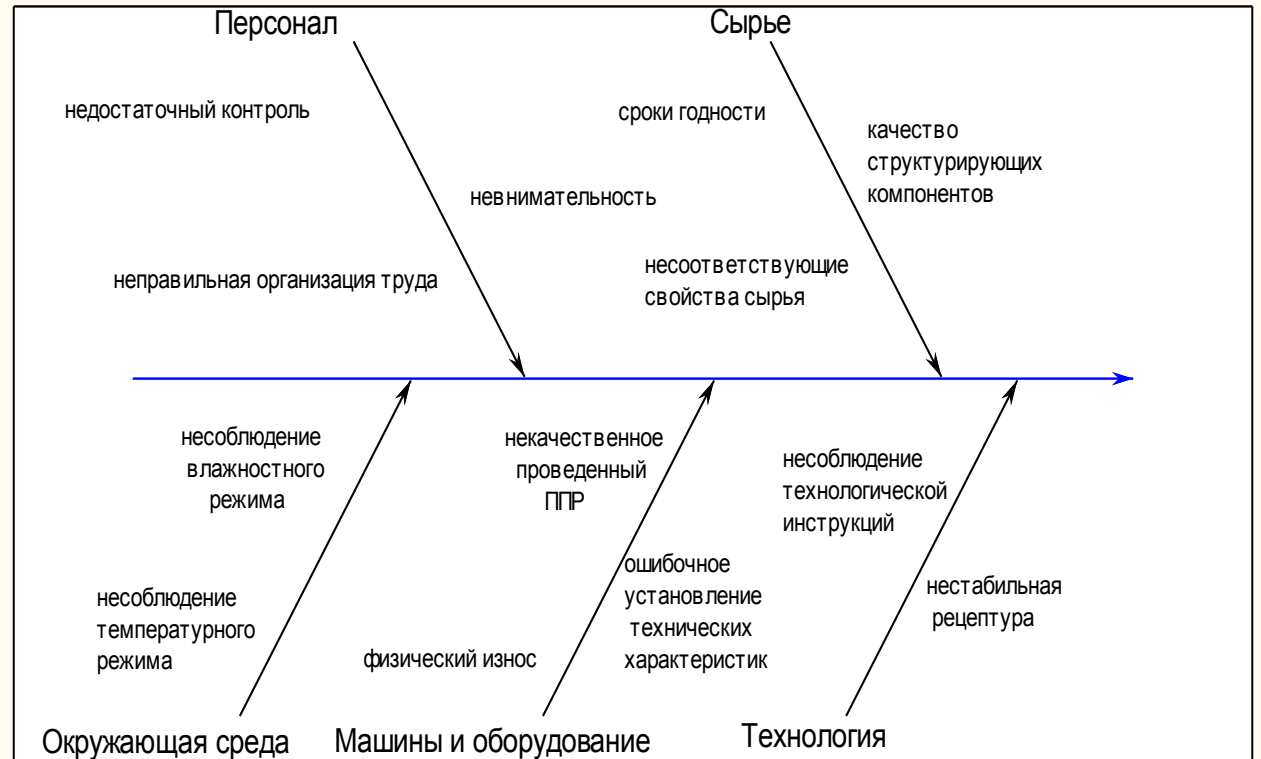 Персонал
Сырье
недостаточный контроль
сроки годности
качество
структурирующих
компонентов
невнимательность
несоответствующие
свойства сырья
неправильная организация труда
несоблюдение
влажностного
режима
некачественное
проведенный
ППР
несоблюдение
технологической
инструкций
ошибочное
установление
технических
характеристик
нестабильная
рецептура
несоблюдение
температурного
режима
физический износ
Окружающая среда
Машины и оборудование
Технология